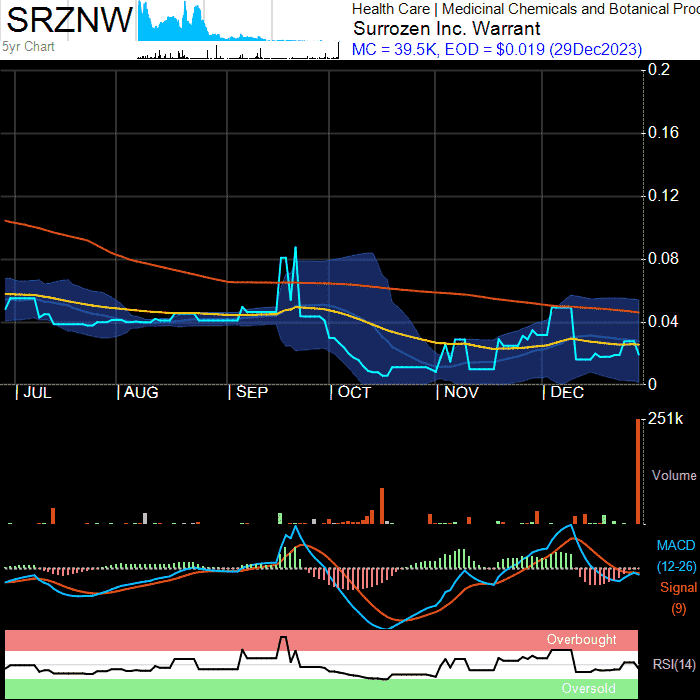 SRZNW
5yr Chart
Health Care | Medicinal Chemicals and Botanical Proc
Surrozen Inc. Warrant
MC = 39.5K, EOD = $0.019 (29Dec2023)
0.2
0.16
0.12
0.08
0.04
0
JUL AUG SEP OCT NOV DEC
251k
Volume
MACD
(12-26)
Signal
(9)
Overbought
RSI(14)
Oversold